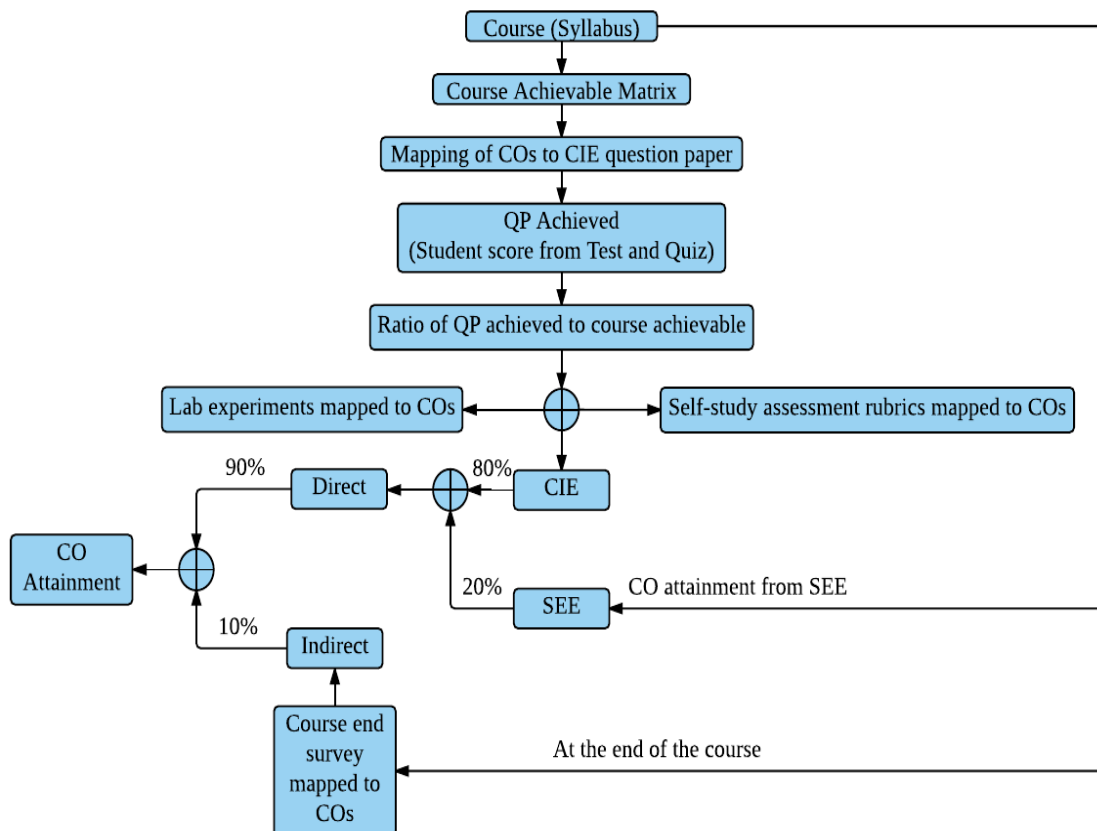 Course (Syllabus)
Course Achievable Matrix
Mapping of COs to CIE question paper
QP Achieved
(Student score from Test and Quiz)
Ratio of QP achieved to course achievable
Lab experiments mapped to COs
Self-study assessment rubrics mapped to COs
90%
Direct
80%
CIE
CO
Attainment
20%
SEE
CO attainment from SEE
10%
Indirect
Course end
survey
mapped to
COs
At the end of the course